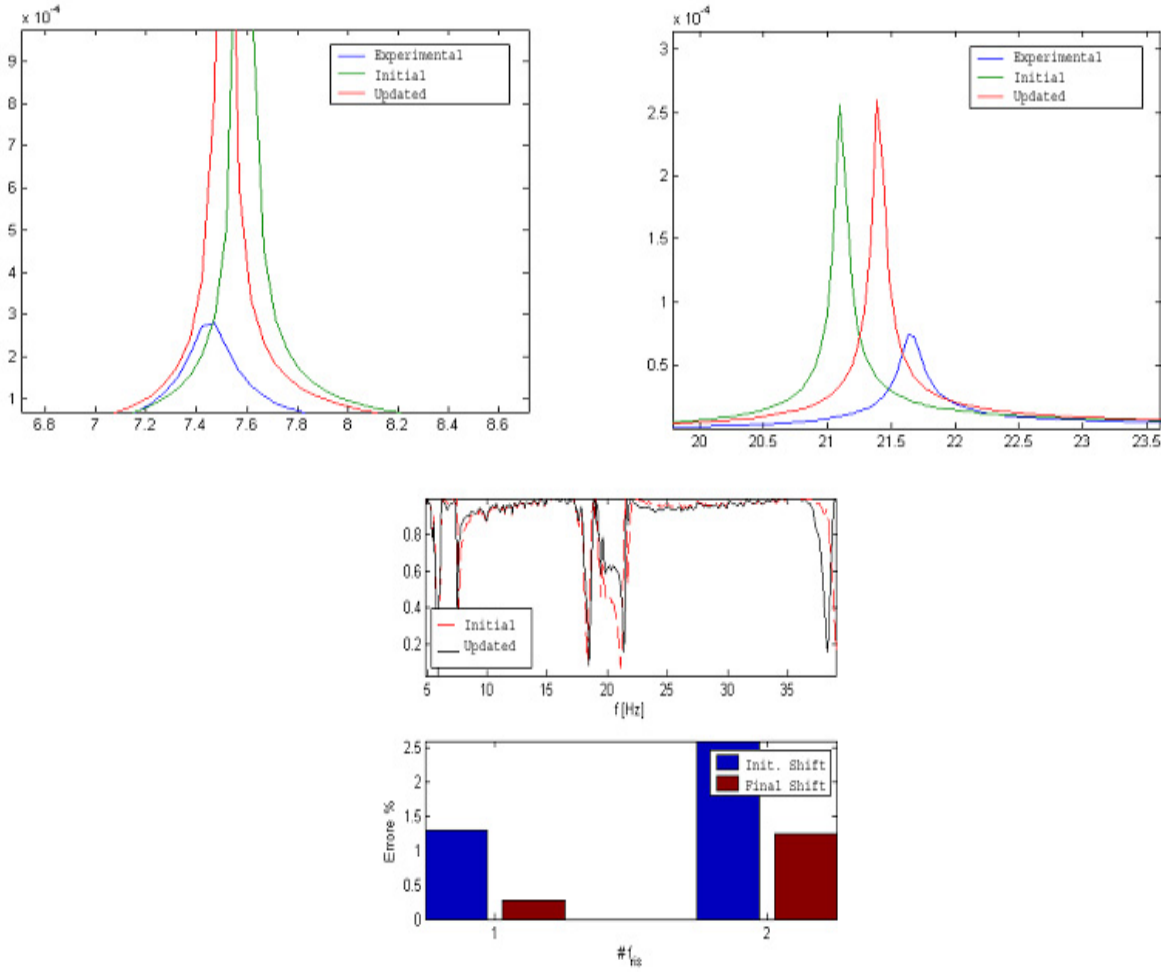 x 10⁻⁴
9
8
7
6
5
4
3
2
1
6.8 7 7.2 7.4 7.6 7.8 8 8.2 8.4 8.6
Experimental
Initial
Updated
x 10⁻⁴
3
2.5
2
1.5
1
0.5
20 20.5 21 21.5 22 22.5 23 23.5
Experimental
Initial
Updated
0.8
0.6
0.4
0.2
5 10 15 20 25 30 35
f [Hz]
Initial
Updated
Errore %
2.5
2
1.5
1
0.5
0
1 2
#f_ris
Init. Shift
Final Shift